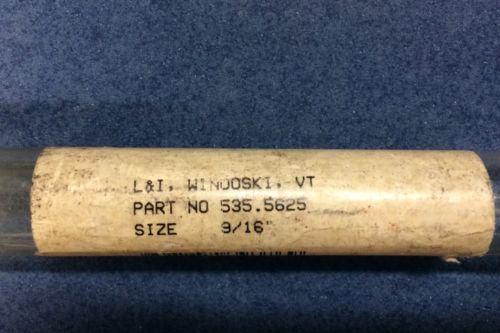 L&I, WINOOSKI, VT
PART NO 535.5625
SIZE 9/16"